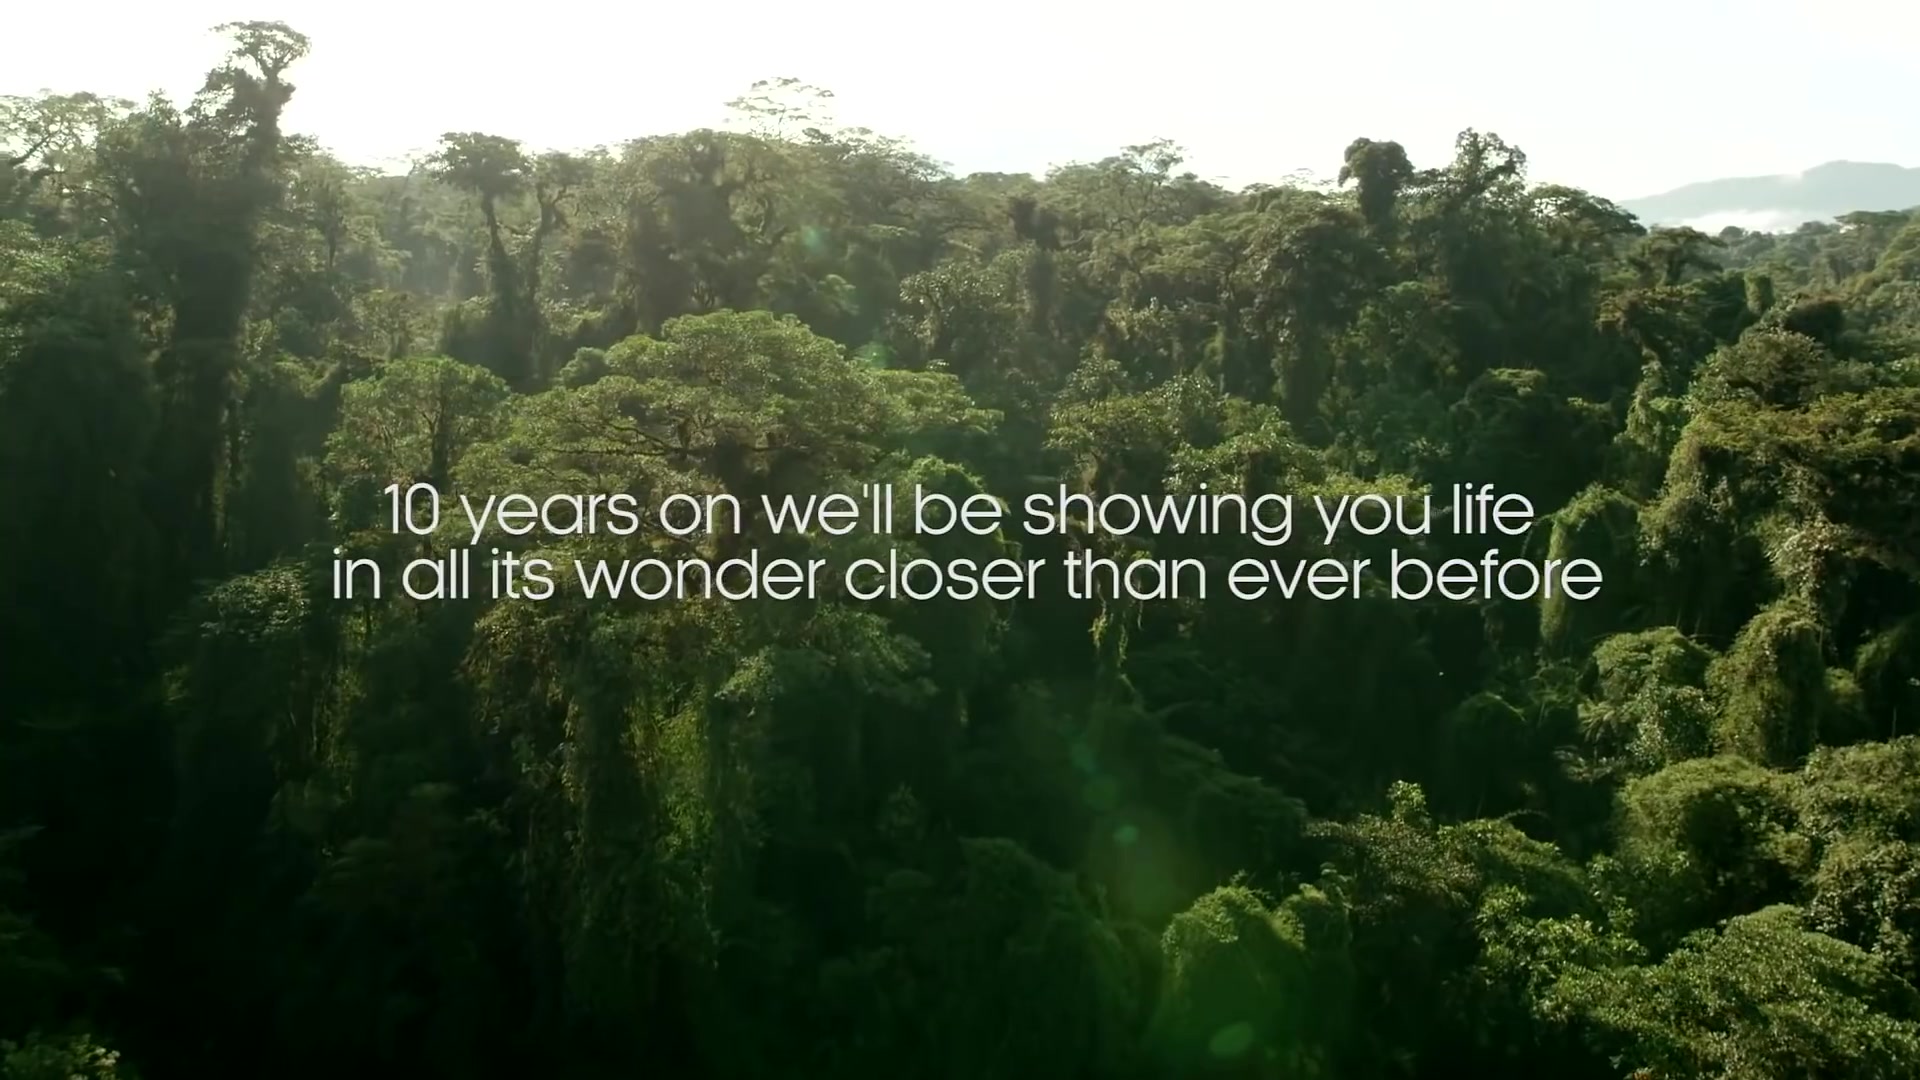 10 years on we'll be showing you life
in all its wonder closer than ever before